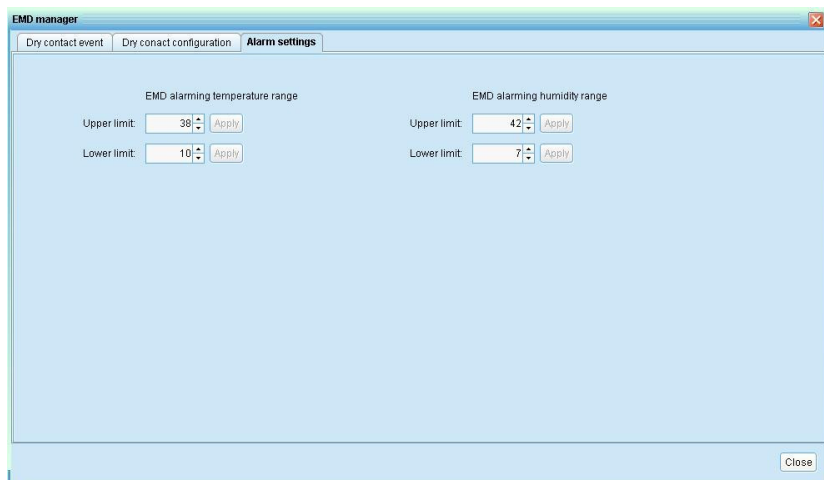 EMD manager
Dry contact event Dry conact configuration Alarm settings
EMD alarming temperature range EMD alarming humidity range
Upper limit: 38 Apply Upper limit: 42 Apply
Lower limit: 10 Apply Lower limit: 7 Apply
Close